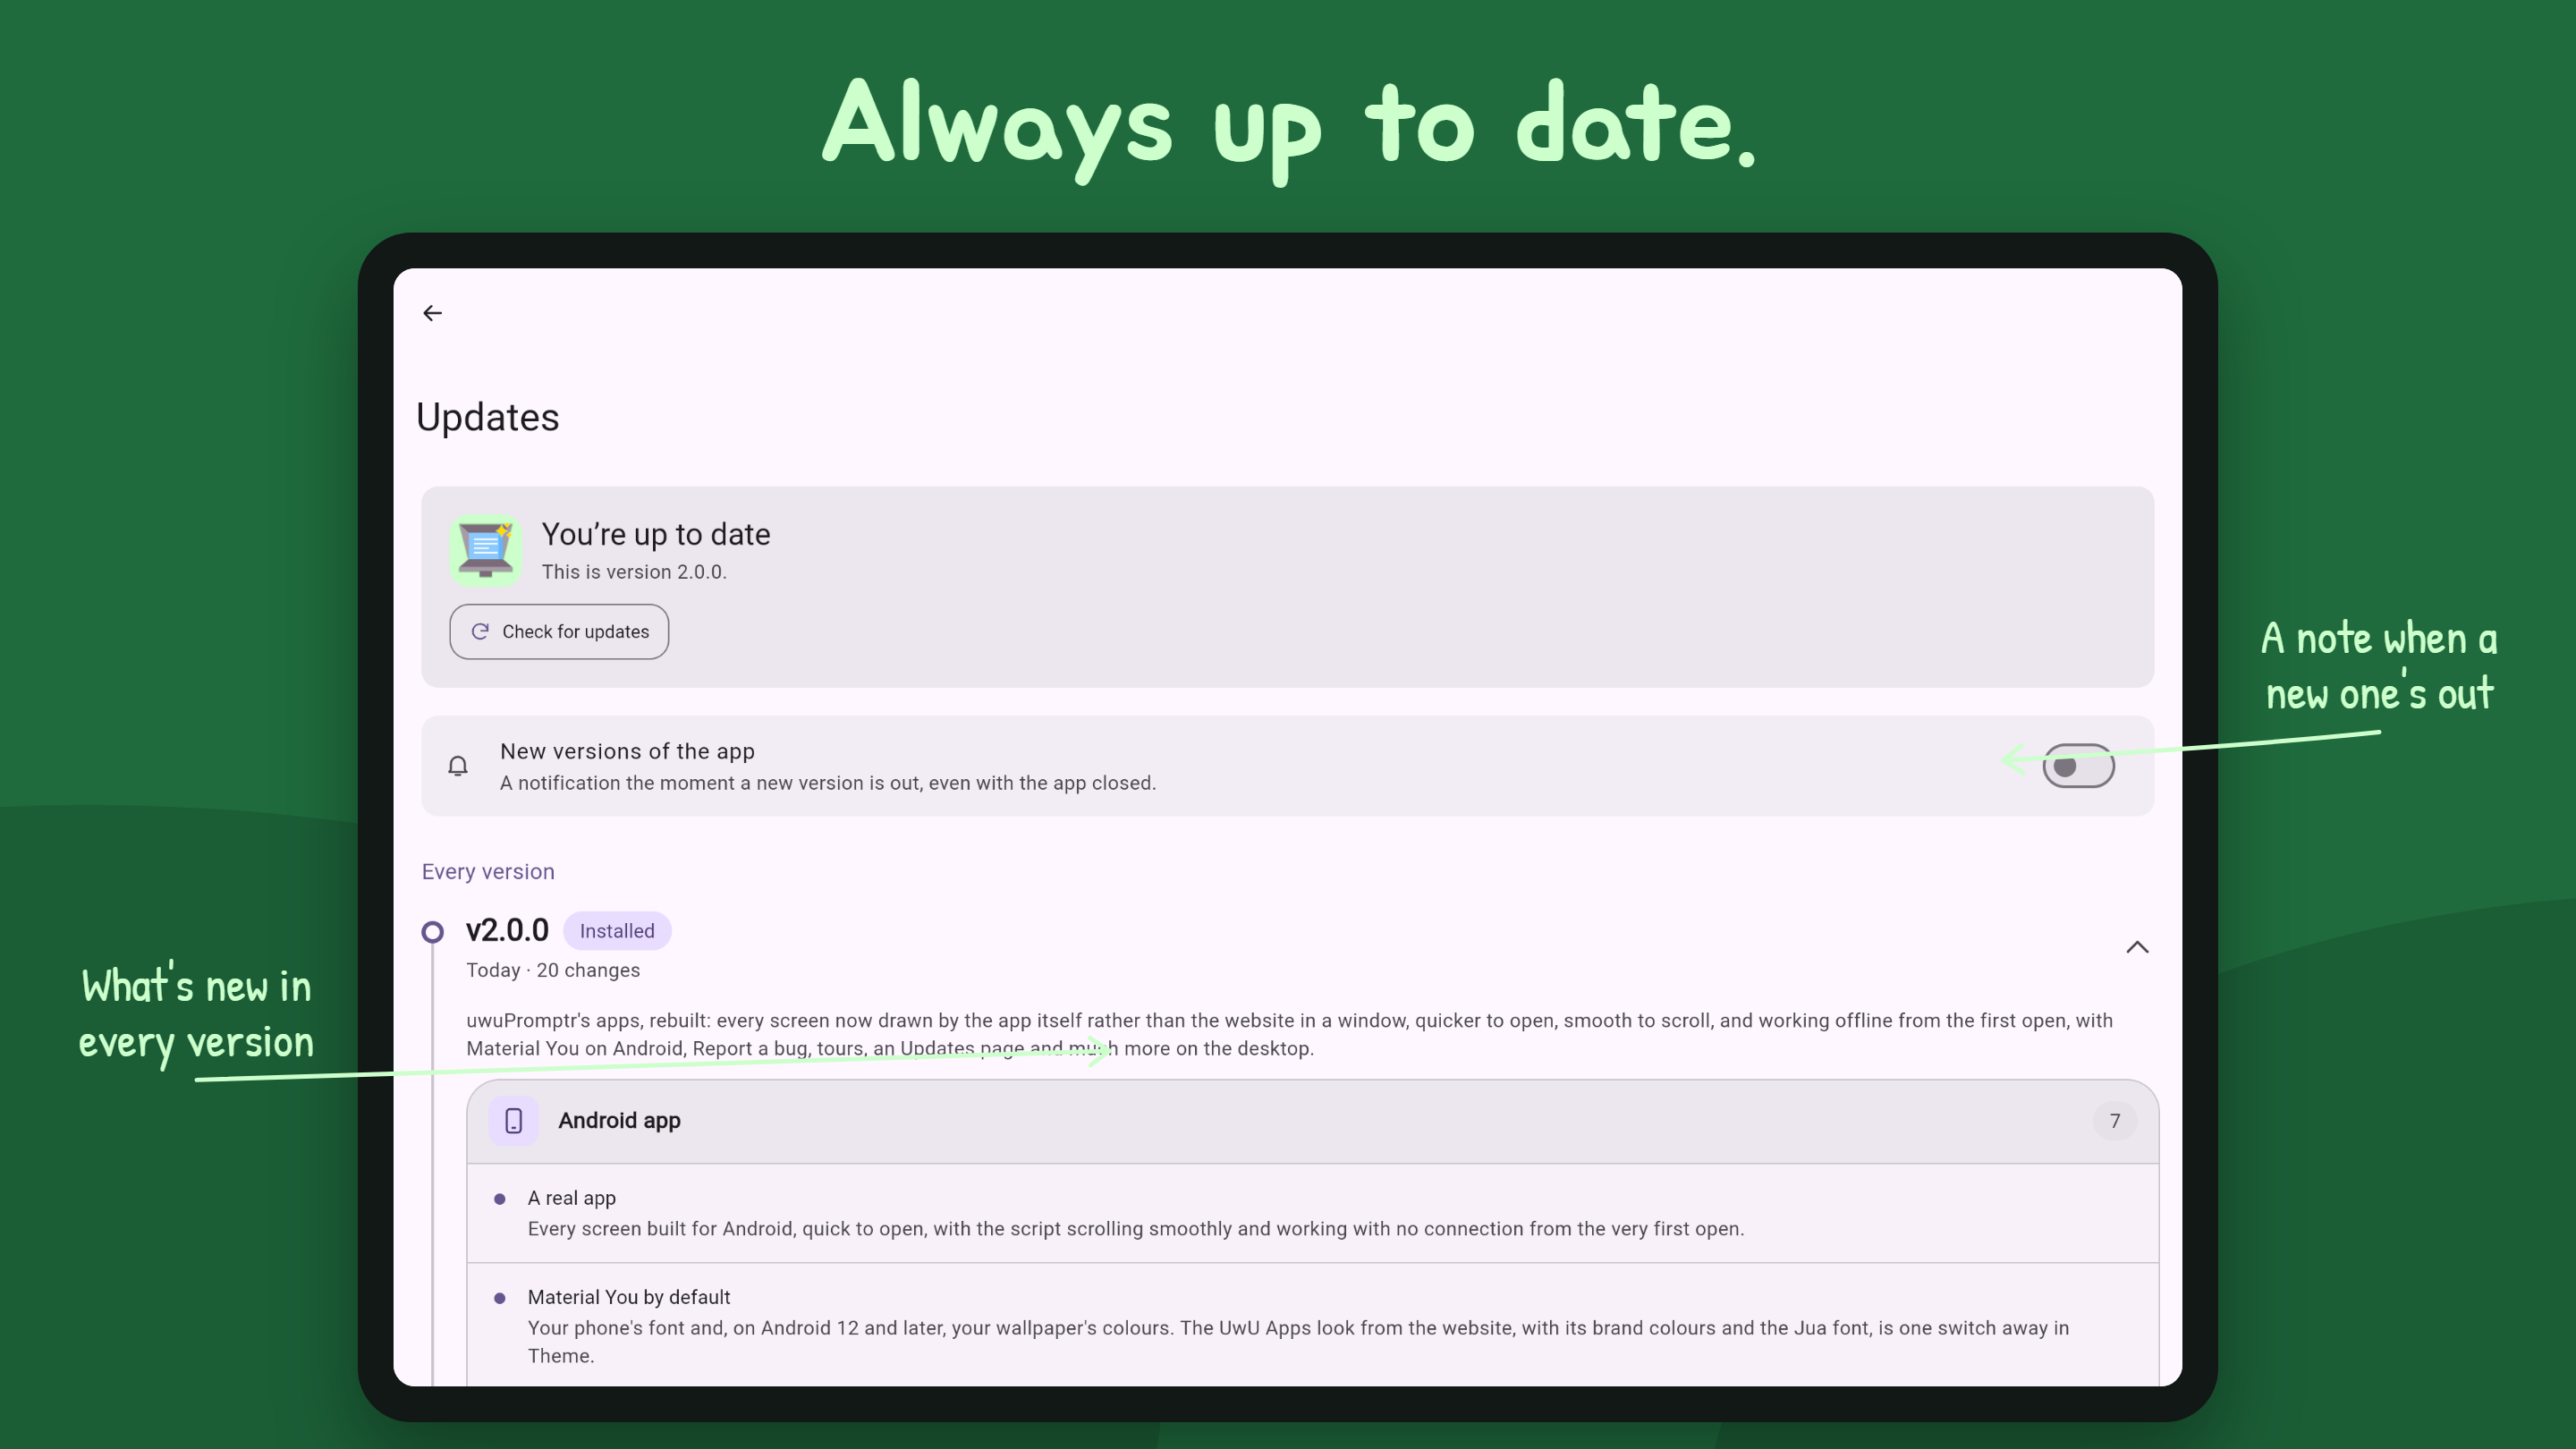 Always up to date.
Updates
You're up to date
This is version 2.0.0.
Check for updates
A note when a
new one's out
New versions of the app
A notification the moment a new version is out, even with the app closed.
Every version
v2.0.0 Installed
Today · 20 changes
What's new in
every version
uwuPromptr's apps, rebuilt: every screen now drawn by the app itself rather than the website in a window, quicker to open, smooth to scroll, and working offline from the first open, with
Material You on Android, Report a bug, tours, an Updates page and much more on the desktop.
Android app 7
A real app
Every screen built for Android, quick to open, with the script scrolling smoothly and working with no connection from the very first open.
Material You by default
Your phone's font and, on Android 12 and later, your wallpaper's colours. The UwU Apps look from the website, with its brand colours and the Jua font, is one switch away in
Theme.